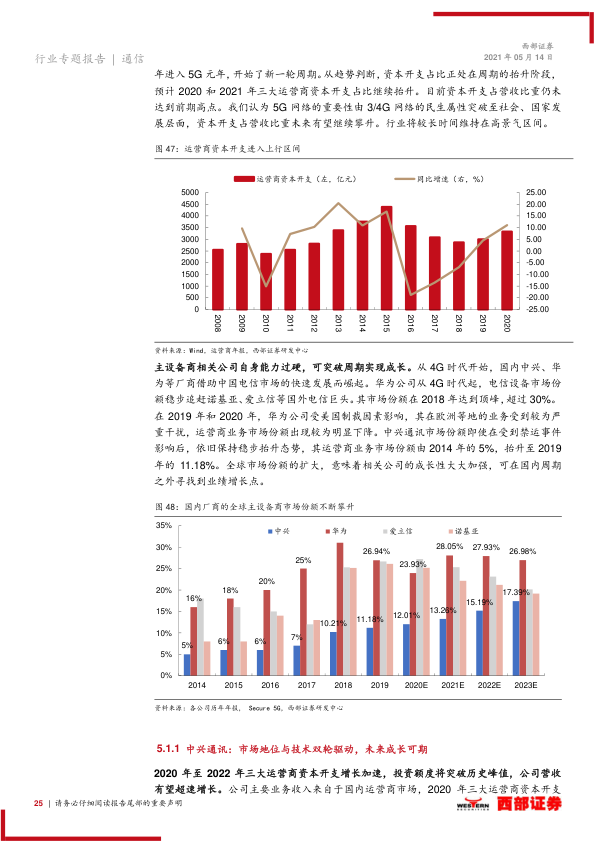 西部证券
行业专题报告 | 通信
2021 年 05 月 14 日
年进入 5G 元年，开始了新一轮周期。从趋势判断，资本开支占比正处在周期的抬升阶段，
预计 2020 和 2021 年三大运营商资本开支占比继续抬升。目前资本开支占营收比重仍未
达到前期高点。我们认为 5G 网络的重要性由 3/4G 网络的民生属性突破至社会、国家发
展层面，资本开支占营收比重未来有望继续攀升。行业将较长时间维持在高景气区间。
图 47：运营商资本开支进入上行区间
运营商资本开支（左，亿元） 同比增速（右，%）
5000 25.00
4500 20.00
4000 15.00
3500 10.00
3000 5.00
2500 0.00
2000 -5.00
1500 -10.00
1000 -15.00
500 -20.00
0 -25.00
2008 2009 2010 2011 2012 2013 2014 2015 2016 2017 2018 2019 2020
资料来源：Wind，运营商年报，西部证券研发中心
主设备商相关公司自身能力过硬，可突破周期实现成长。从 4G 时代开始，国内中兴、华
为等厂商借助中国电信市场的快速发展而崛起。华为公司从 4G 时代起，电信设备市场份
额稳步追赶诺基亚、爱立信等国外电信巨头。其市场份额在 2018 年达到顶峰，超过 30%。
在 2019 年和 2020 年，华为公司受美国制裁因素影响，其在欧洲等地的业务受到较为严
重干扰，运营商业务市场份额出现较为明显下降。中兴通讯市场份额即使在受到禁运事件
影响后，依旧保持稳步抬升态势，其运营商业务市场份额由 2014 年的 5%，抬升至 2019
年的 11.18%。全球市场份额的扩大，意味着相关公司的成长性大大加强，可在国内周期
之外寻找到业绩增长点。
图 48：国内厂商的全球主设备商市场份额不断攀升
中兴 华为 爱立信 诺基亚
35%
30%
25%
20%
15%
10%
5%
0%
5% 6% 6% 7% 10.21% 11.18% 12.01% 13.26% 15.19% 17.39%
16% 18% 20% 25% 26.94% 23.93% 28.05% 27.93% 26.98%
2014 2015 2016 2017 2018 2019 2020E 2021E 2022E 2023E
资料来源：各公司历年年报， Secure 5G，西部证券研发中心
5.1.1 中兴通讯：市场地位与技术双轮驱动，未来成长可期
2020 年至 2022 年三大运营商资本开支增长加速，投资额度将突破历史峰值，公司营收
有望超速增长。公司主要业务收入来自于国内运营商市场，2020 年三大运营商资本开支
25 | 请务必仔细阅读报告尾部的重要声明
WESTERN
西部证券